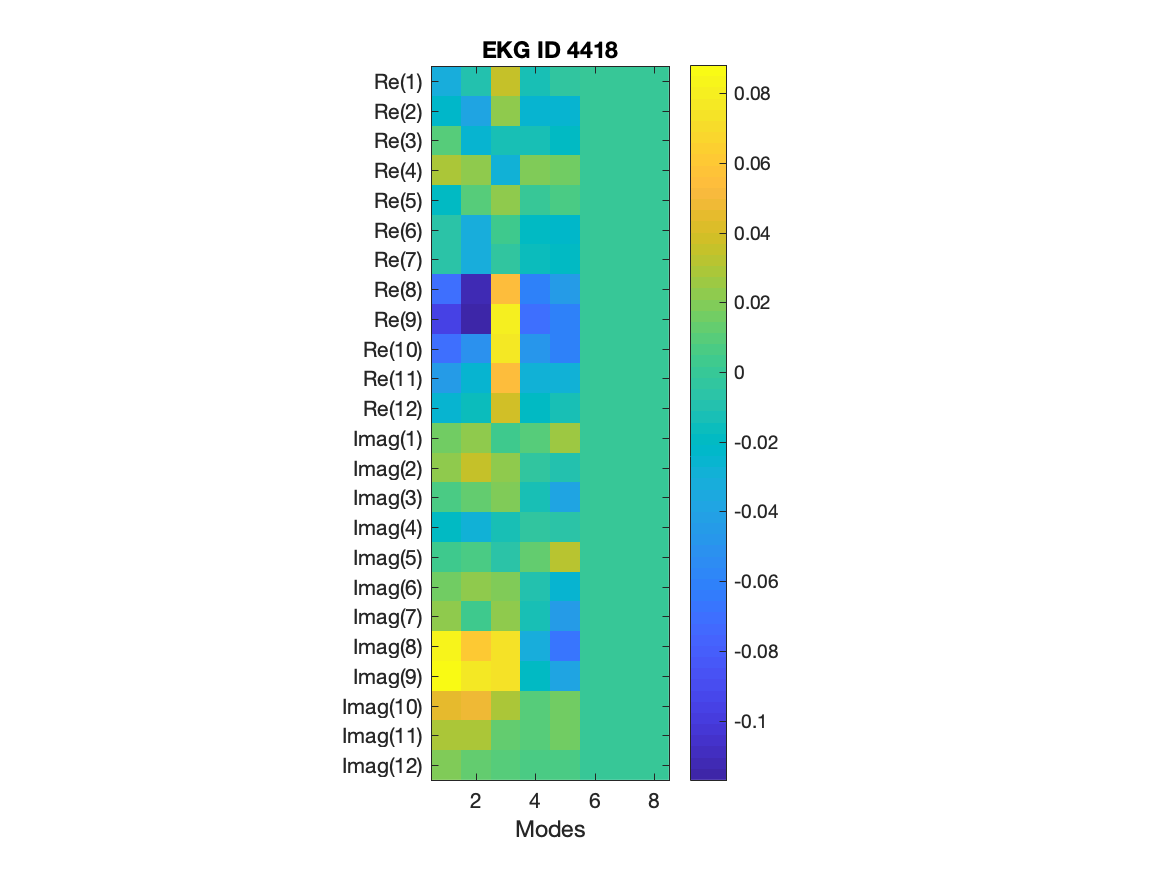 EKG ID 4418
Re(1)
Re(2)
Re(3)
Re(4)
Re(5)
Re(6)
Re(7)
Re(8)
Re(9)
Re(10)
Re(11)
Re(12)
Imag(1)
Imag(2)
Imag(3)
Imag(4)
Imag(5)
Imag(6)
Imag(7)
Imag(8)
Imag(9)
Imag(10)
Imag(11)
Imag(12)
2 4 6 8
Modes
0.08
0.06
0.04
0.02
0
-0.02
-0.04
-0.06
-0.08
-0.1